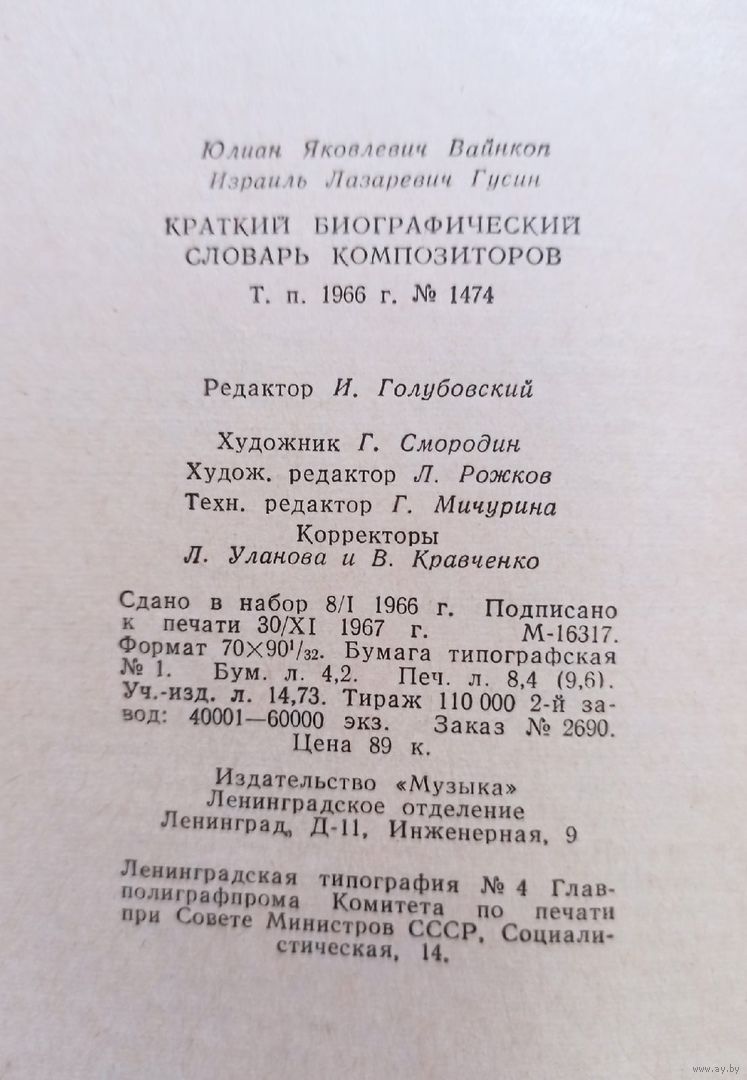 Юлиан Яковлевич Вайнкоп
Израиль Лазаревич Гусин
КРАТКИЙ БИОГРАФИЧЕСКИЙ
СЛОВАРЬ КОМПОЗИТОРОВ
Т. п. 1966 г. № 1474
Редактор И. Голубовский
Художник Г. Смородин
Худож. редактор Л. Рожков
Техн. редактор Г. Мичурина
Корректоры
Л. Уланова и В. Кравченко
Сдано в набор 8/I 1966 г. Подписано
к печати 30/XI 1967 г. М-16317.
Формат 70×90¹/₃₂. Бумага типографская
№ 1. Бум. л. 4,2. Печ. л. 8,4 (9,6).
Уч.-изд. л. 14,73. Тираж 110 000 2-й за-
вод: 40001—60000 экз. Заказ № 2690.
Цена 89 к.
Издательство «Музыка»
Ленинградское отделение
Ленинград, Д-11, Инженерная, 9
Ленинградская типография № 4 Глав-
полиграфпрома Комитета по печати
при Совете Министров СССР, Социали-
стическая, 14.
www.ay.by